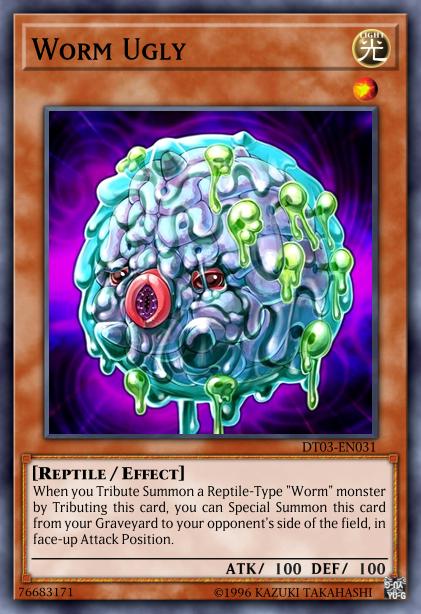 Worm Ugly
LIGHT
光
DT03-EN031
[Reptile / Effect]
When you Tribute Summon a Reptile-Type "Worm" monster
by Tributing this card, you can Special Summon this card
from your Graveyard to your opponent's side of the field, in
face-up Attack Position.
ATK/ 100 DEF/ 100
76683171
©1996 KAZUKI TAKAHASHI